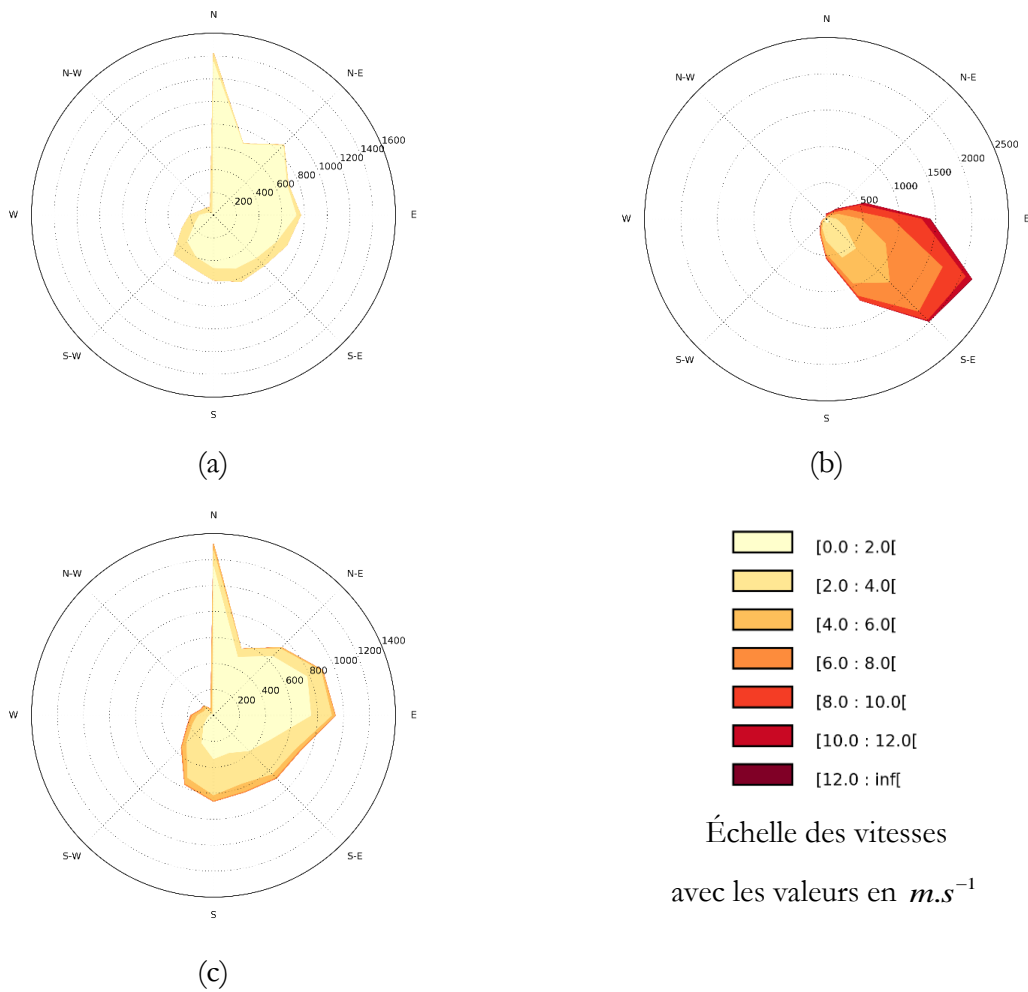 N
N-W
N-E
W
E
S-W
S-E
S
200
400
600
800
1000
1200
1400
1600
(a)
N
N-W
N-E
W
E
S-W
S-E
S
500
1000
1500
2000
2500
(b)
N
N-W
N-E
W
E
S-W
S-E
S
200
400
600
800
1000
1200
1400
(c)
[0.0 : 2.0[
[2.0 : 4.0[
[4.0 : 6.0[
[6.0 : 8.0[
[8.0 : 10.0[
[10.0 : 12.0[
[12.0 : inf[
Échelle des vitesses
avec les valeurs en m.s⁻¹